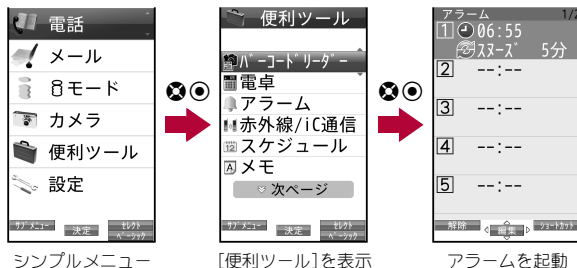 電話
メール
iモード
カメラ
便利ツール
設定
サブメニュー
決定
セレクト
ベーシック
シンプルメニュー
便利ツール
バーコードリーダー
電卓
アラーム
赤外線/iC通信
スケジュール
メモ
次ページ
サブメニュー
決定
セレクト
ベーシック
[便利ツール]を表示
アラーム 1/2
1 06:55
スヌーズ 5分
2 --:--
3 --:--
4 --:--
5 --:--
解除
編集
ショートカット
アラームを起動